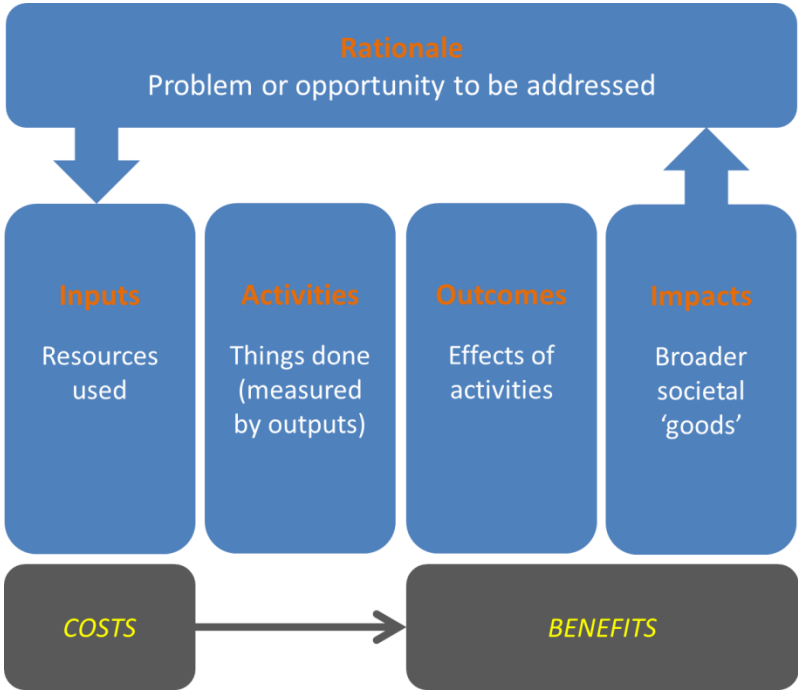 Rationale
Problem or opportunity to be addressed
Inputs
Resources
used
Activities
Things done
(measured
by outputs)
Outcomes
Effects of
activities
Impacts
Broader
societal
‘goods’
COSTS
BENEFITS